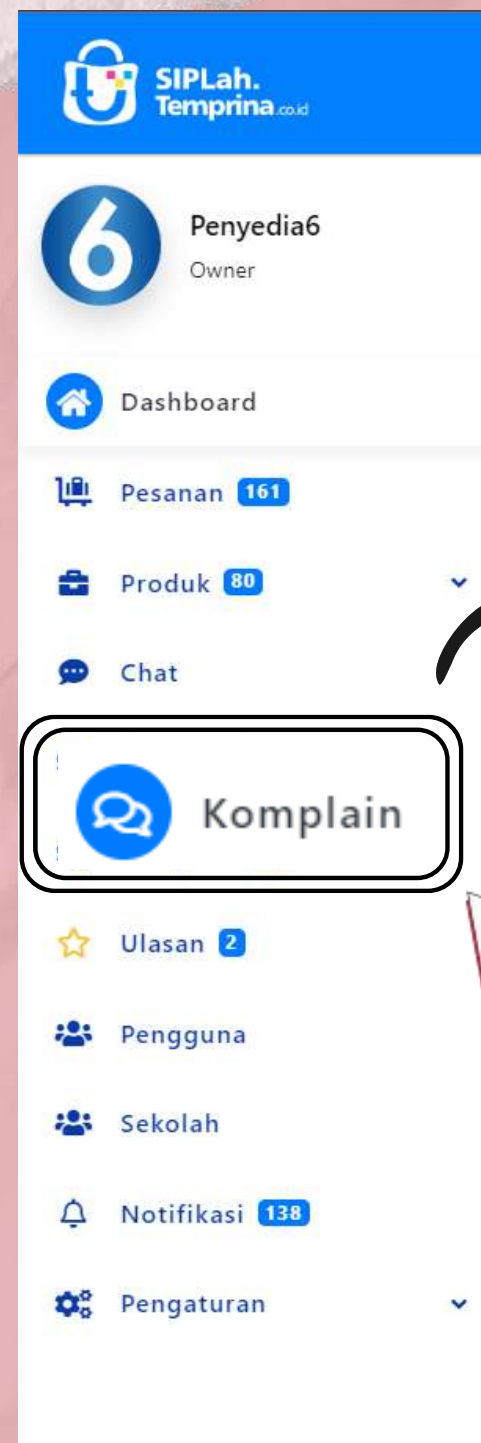 SIPLah.
Temprina.co.id
6
Penyedia6
Owner
Dashboard
Pesanan 161
Produk 80
Chat
Komplain
Ulasan 2
Pengguna
Sekolah
Notifikasi 138
Pengaturan